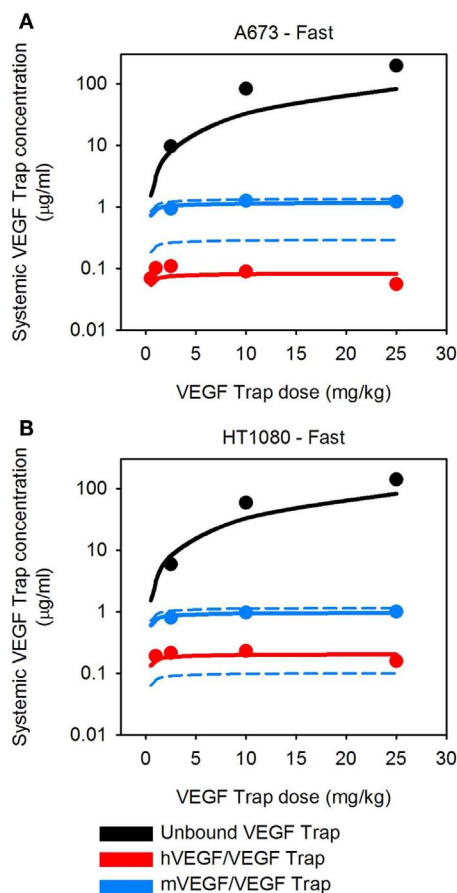 A
A673 - Fast
Systemic VEGF Trap concentration
(µg/ml)
100
10
1
0.1
0.01
0 5 10 15 20 25 30
VEGF Trap dose (mg/kg)
B
HT1080 - Fast
Systemic VEGF Trap concentration
(µg/ml)
100
10
1
0.1
0.01
0 5 10 15 20 25 30
VEGF Trap dose (mg/kg)
Unbound VEGF Trap
hVEGF/VEGF Trap
mVEGF/VEGF Trap